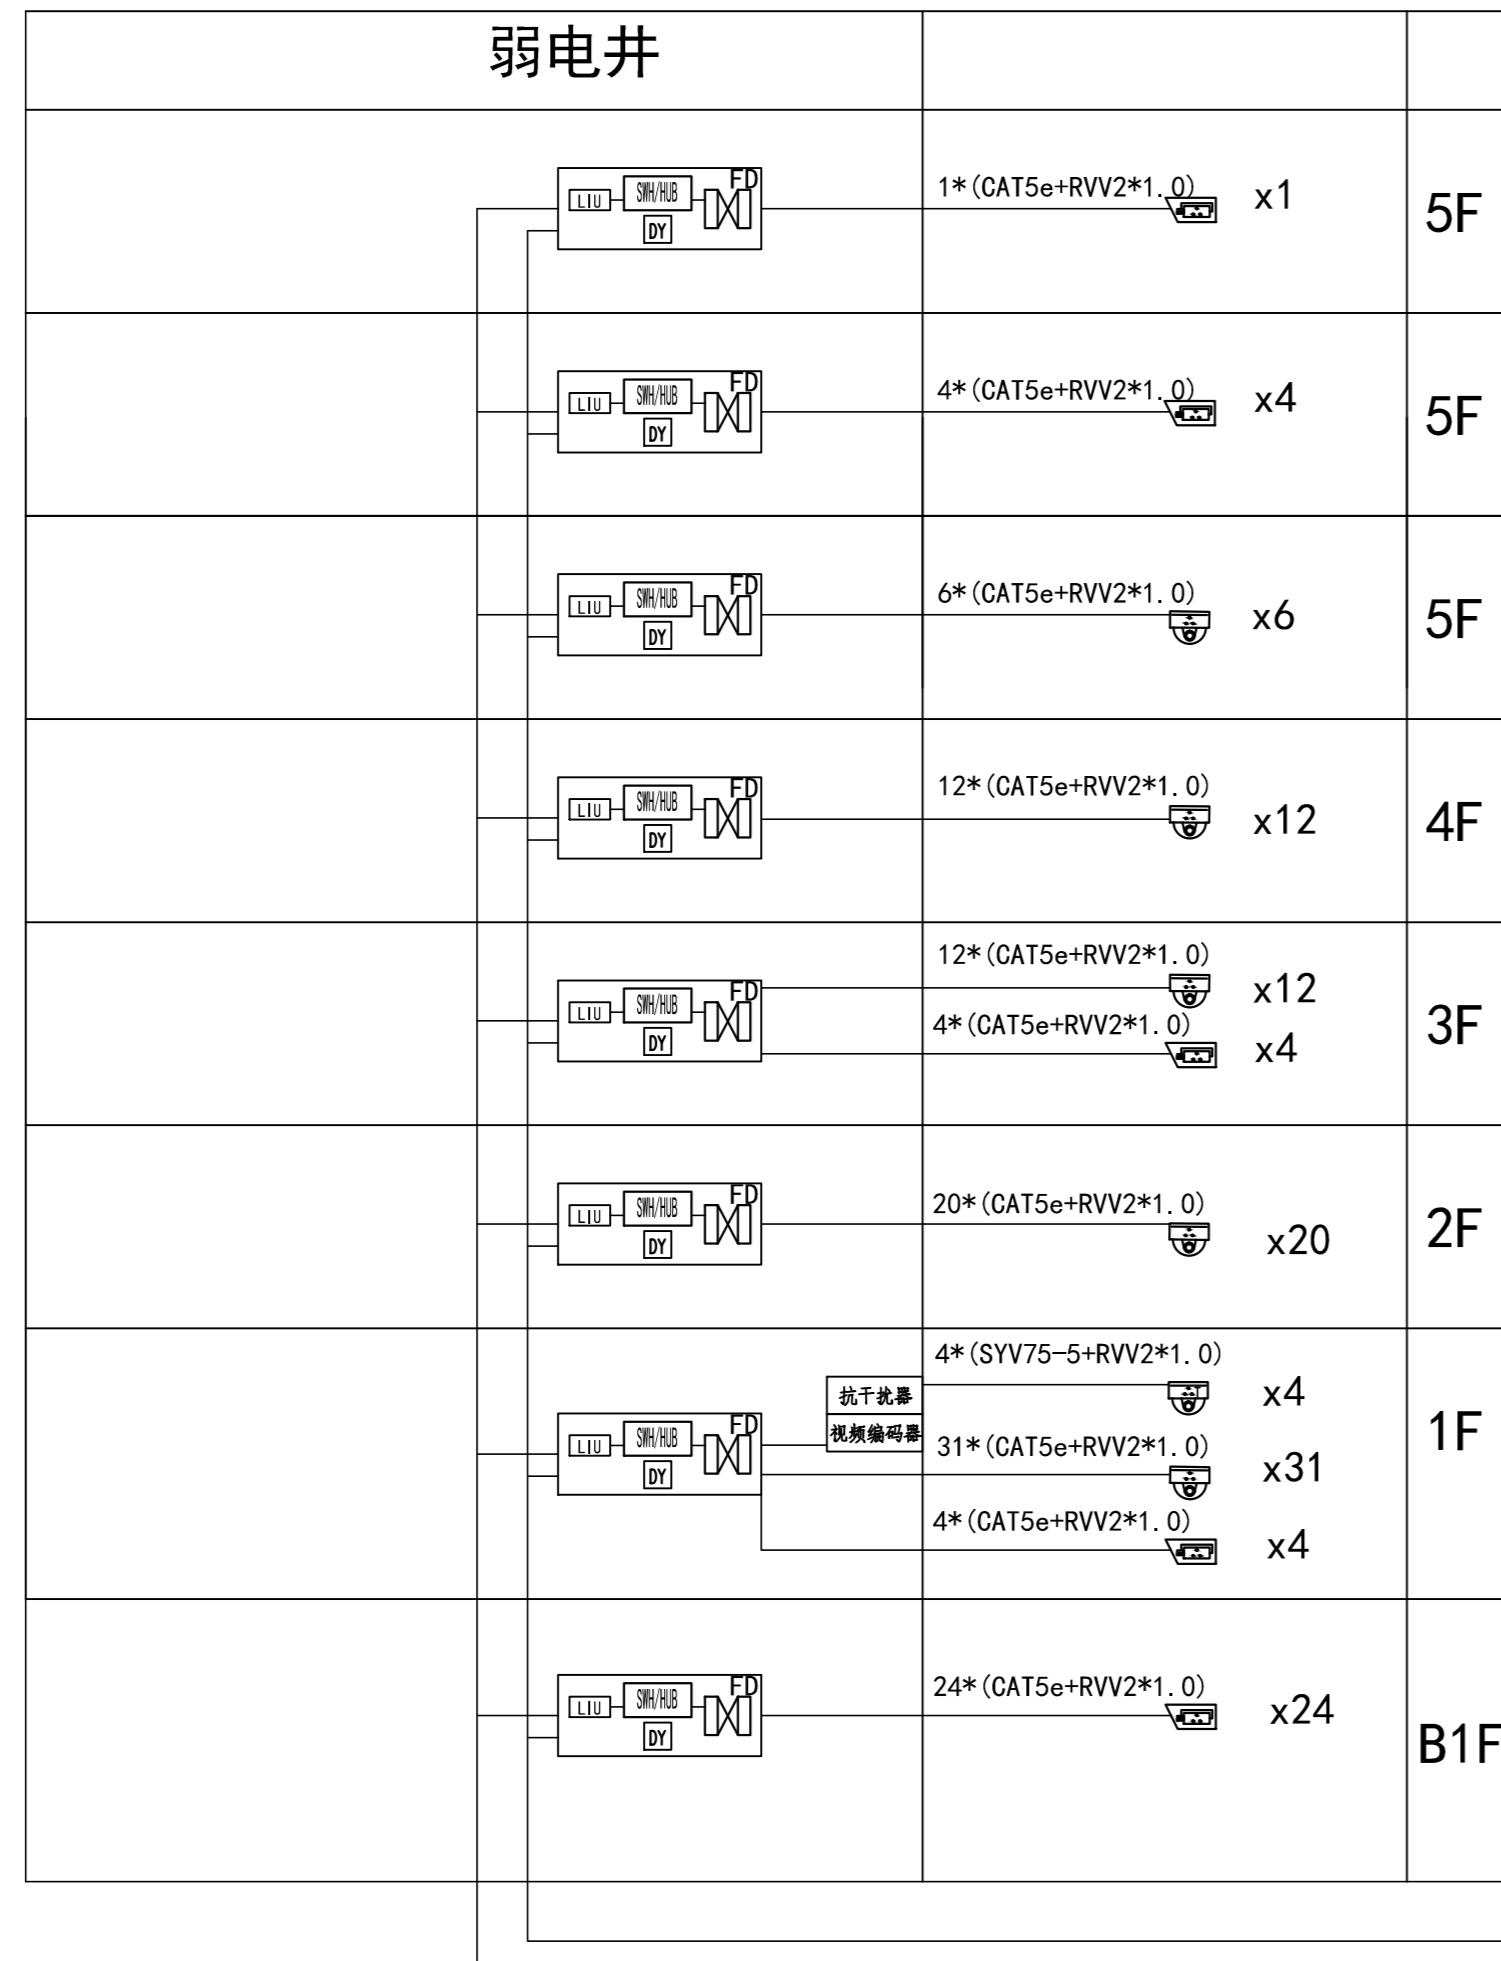 弱电井
FD
LIU
SWH/HUB
DY
1*(CAT5e+RVV2*1.0)
x1
5F
FD
LIU
SWH/HUB
DY
4*(CAT5e+RVV2*1.0)
x4
5F
FD
LIU
SWH/HUB
DY
6*(CAT5e+RVV2*1.0)
x6
5F
FD
LIU
SWH/HUB
DY
12*(CAT5e+RVV2*1.0)
x12
4F
FD
LIU
SWH/HUB
DY
12*(CAT5e+RVV2*1.0)
x12
4*(CAT5e+RVV2*1.0)
x4
3F
FD
LIU
SWH/HUB
DY
20*(CAT5e+RVV2*1.0)
x20
2F
FD
LIU
SWH/HUB
DY
抗干扰器
视频编码器
4*(SYV75-5+RVV2*1.0)
x4
31*(CAT5e+RVV2*1.0)
x31
4*(CAT5e+RVV2*1.0)
x4
1F
FD
LIU
SWH/HUB
DY
24*(CAT5e+RVV2*1.0)
x24
B1F